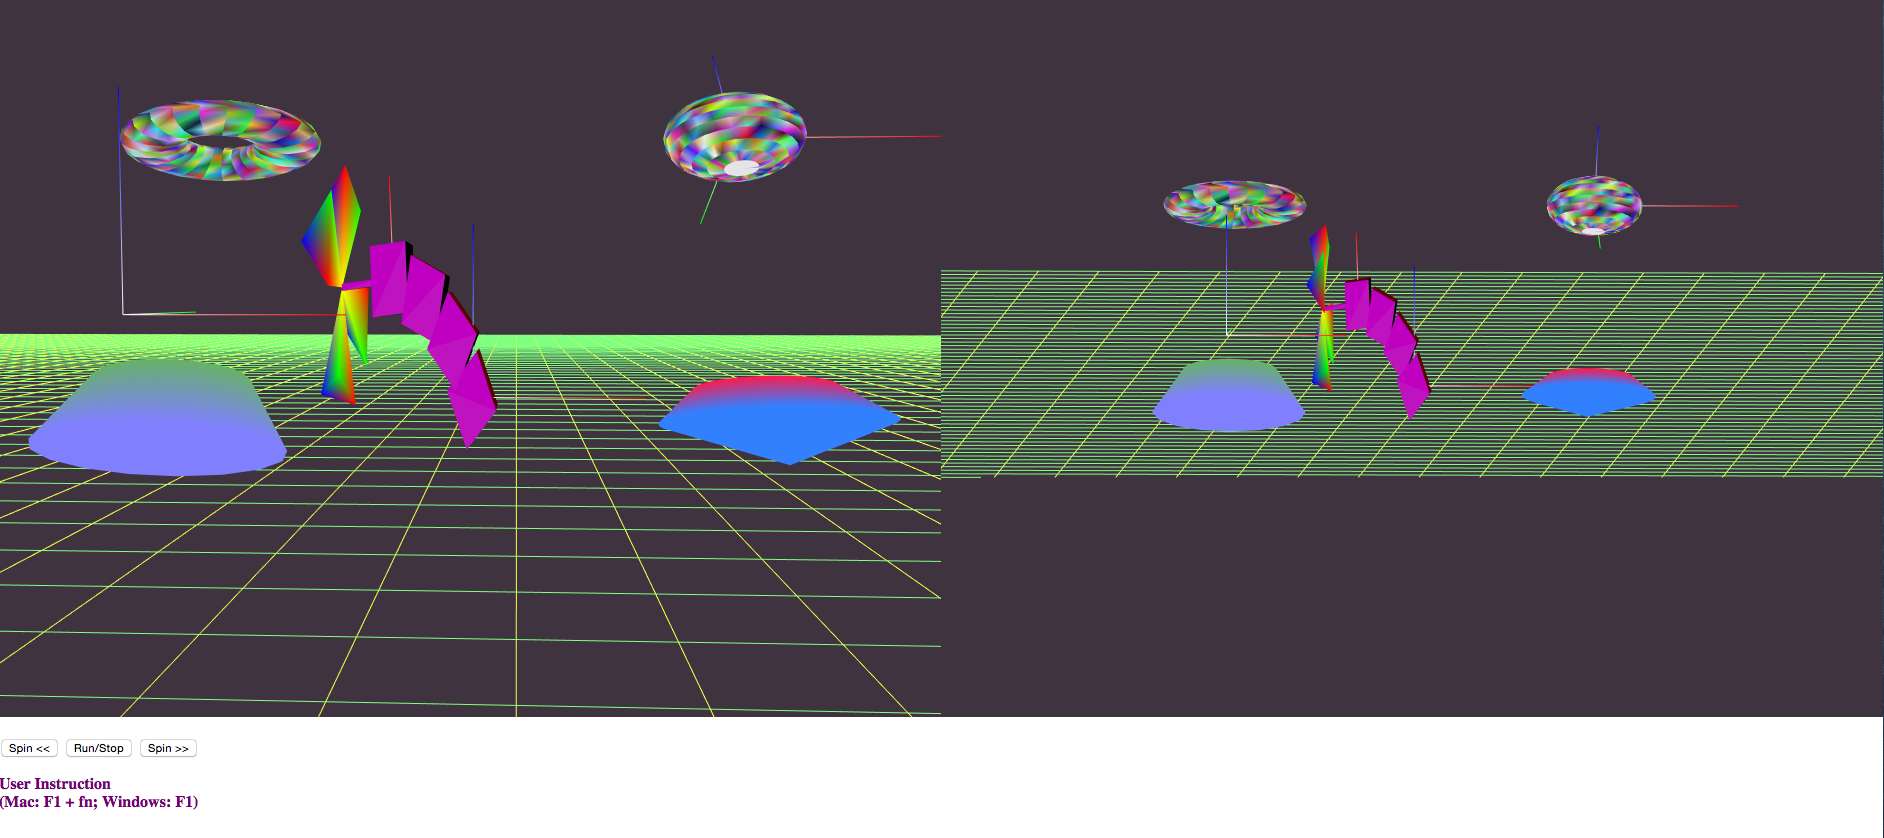 Spin << Run/Stop Spin >>
User Instruction
(Mac: F1 + fn; Windows: F1)